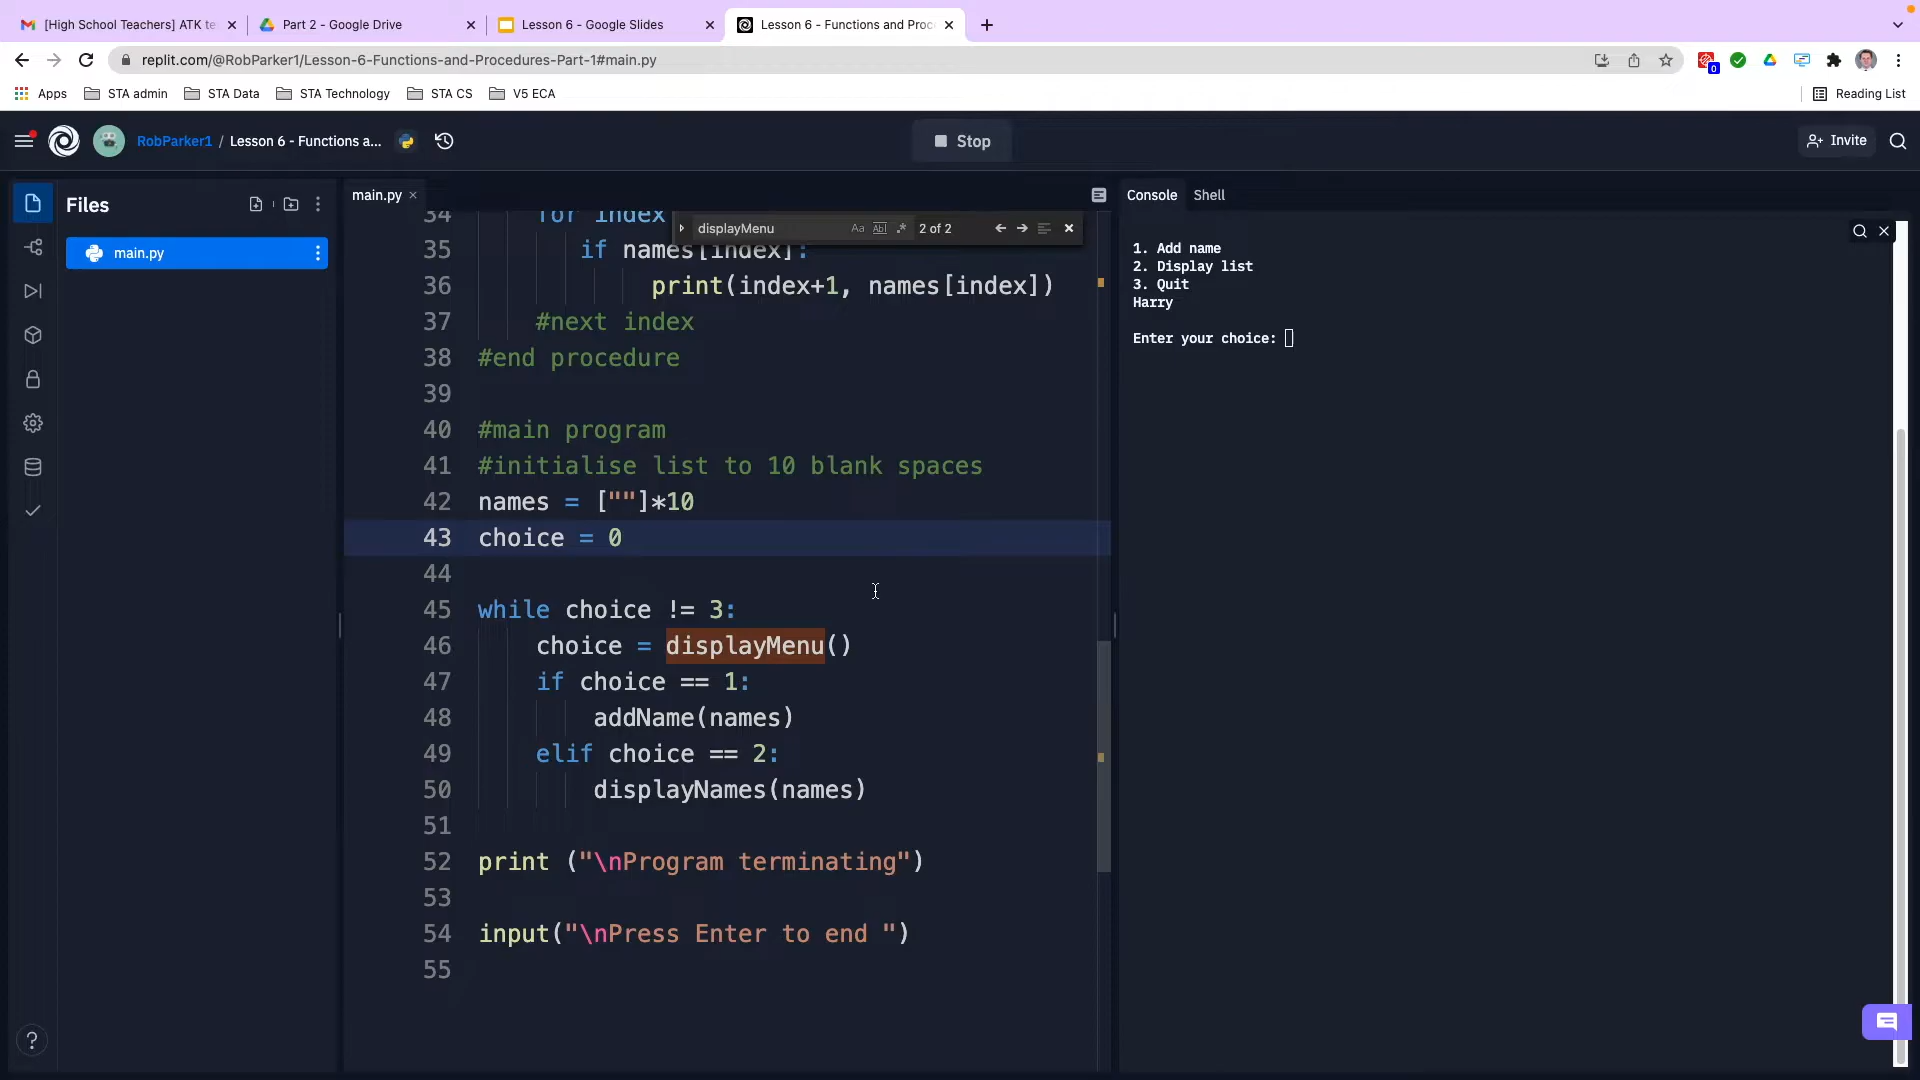 [High School Teachers] ATK te
Part 2 - Google Drive
Lesson 6 - Google Slides
Lesson 6 - Functions and Proc
replit.com/@RobParker1/Lesson-6-Functions-and-Procedures-Part-1#main.py
0
Apps
STA admin
STA Data
STA Technology
STA CS
V5 ECA
Reading List
RobParker1 / Lesson 6 - Functions a...
Stop
Invite
Files
main.py
main.py
displayMenu
Aa
Abl
.*
2 of 2
34 for index
35 if names[index]:
36 print(index+1, names[index])
37 #next index
38 #end procedure
39
40 #main program
41 #initialise list to 10 blank spaces
42 names = [""]*10
43 choice = 0
44
45 while choice != 3:
46 choice = displayMenu()
47 if choice == 1:
48 addName(names)
49 elif choice == 2:
50 displayNames(names)
51
52 print ("\nProgram terminating")
53
54 input("\nPress Enter to end ")
55
Console
Shell
1. Add name
2. Display list
3. Quit
Harry
Enter your choice:
?